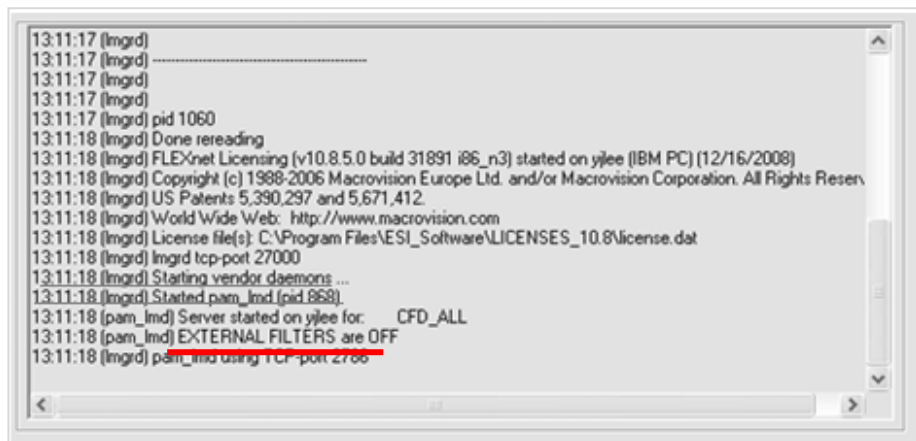 13:11:17 (lmgrd)
13:11:17 (lmgrd) -------------------------------------------------
13:11:17 (lmgrd)
13:11:17 (lmgrd)
13:11:17 (lmgrd) pid 1060
13:11:18 (lmgrd) Done rereading
13:11:18 (lmgrd) FLEXnet Licensing (v10.8.5.0 build 31891 i86_n3) started on yjlee (IBM PC) (12/16/2008)
13:11:18 (lmgrd) Copyright (c) 1988-2006 Macrovision Europe Ltd. and/or Macrovision Corporation. All Rights Reserv
13:11:18 (lmgrd) US Patents 5,390,297 and 5,671,412.
13:11:18 (lmgrd) World Wide Web:  http://www.macrovision.com
13:11:18 (lmgrd) License file(s): C:\Program Files\ESI_Software\LICENSES_10.8\license.dat
13:11:18 (lmgrd) lmgrd tcp-port 27000
13:11:18 (lmgrd) Starting vendor daemons ...
13:11:18 (lmgrd) Started pam_lmd (pid 868)
13:11:18 (pam_lmd) Server started on yjlee for: CFD_ALL
13:11:18 (pam_lmd) EXTERNAL FILTERS are OFF
13:11:18 (lmgrd) pam_lmd using TCP-port